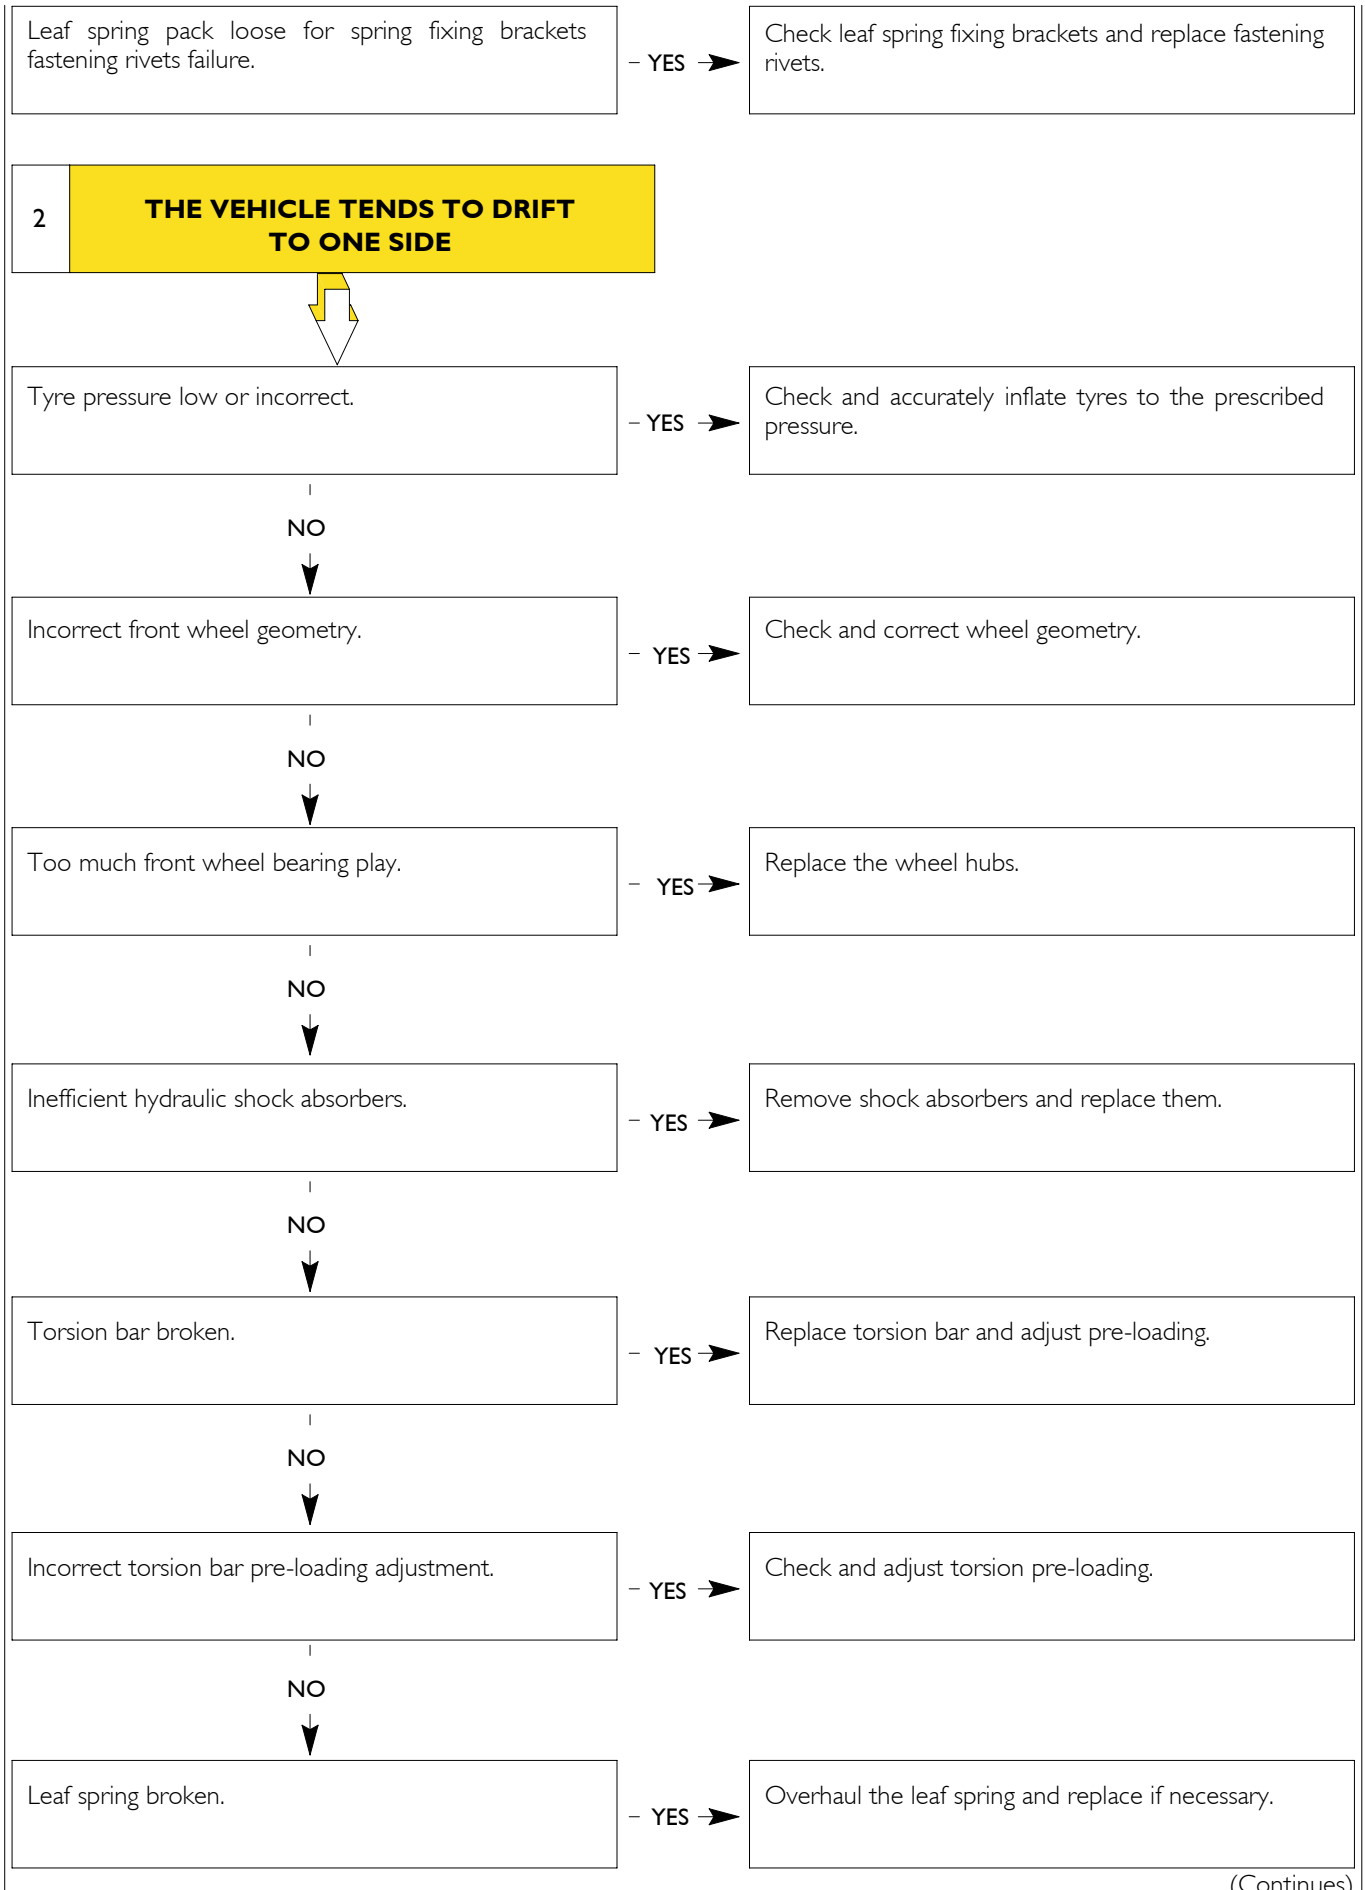 Leaf spring pack loose for spring fixing brackets
fastening rivets failure.
– YES
Check leaf spring fixing brackets and replace fastening
rivets.
2
THE VEHICLE TENDS TO DRIFT
TO ONE SIDE
Tyre pressure low or incorrect.
– YES
Check and accurately inflate tyres to the prescribed
pressure.
NO
Incorrect front wheel geometry.
– YES
Check and correct wheel geometry.
NO
Too much front wheel bearing play.
– YES
Replace the wheel hubs.
NO
Inefficient hydraulic shock absorbers.
– YES
Remove shock absorbers and replace them.
NO
Torsion bar broken.
– YES
Replace torsion bar and adjust pre-loading.
NO
Incorrect torsion bar pre-loading adjustment.
– YES
Check and adjust torsion pre-loading.
NO
Leaf spring broken.
– YES
Overhaul the leaf spring and replace if necessary.
(Continues)